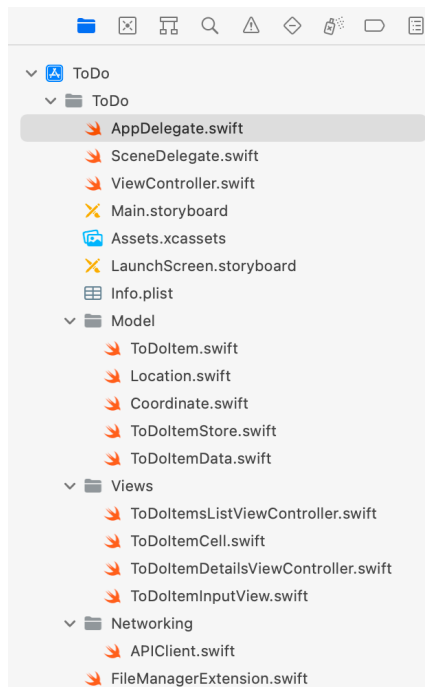 ToDo
ToDo
AppDelegate.swift
SceneDelegate.swift
ViewController.swift
Main.storyboard
Assets.xcassets
LaunchScreen.storyboard
Info.plist
Model
ToDoItem.swift
Location.swift
Coordinate.swift
ToDoItemStore.swift
ToDoItemData.swift
Views
ToDoItemsListViewController.swift
ToDoItemCell.swift
ToDoItemDetailsViewController.swift
ToDoItemInputView.swift
Networking
APIClient.swift
FileManagerExtension.swift